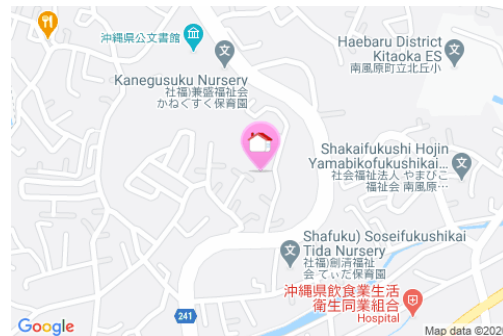 沖縄県公文書館
Kanegusuku Nursery
社福)兼盛福祉会
かねくすく保育園
Haebaru District
Kitaoka ES
南風原町立北丘小
Shakaifukushi Hojin
Yamabikofukushikai...
社会福祉法人 やまびこ
福祉会 南風原…
Shafuku) Soseifukushikai
Tida Nursery
社福)創済福祉
会 てぃだ保育園
沖縄県飲食業生活
衛生同業組合
Hospital
241
Google
Map data ©202